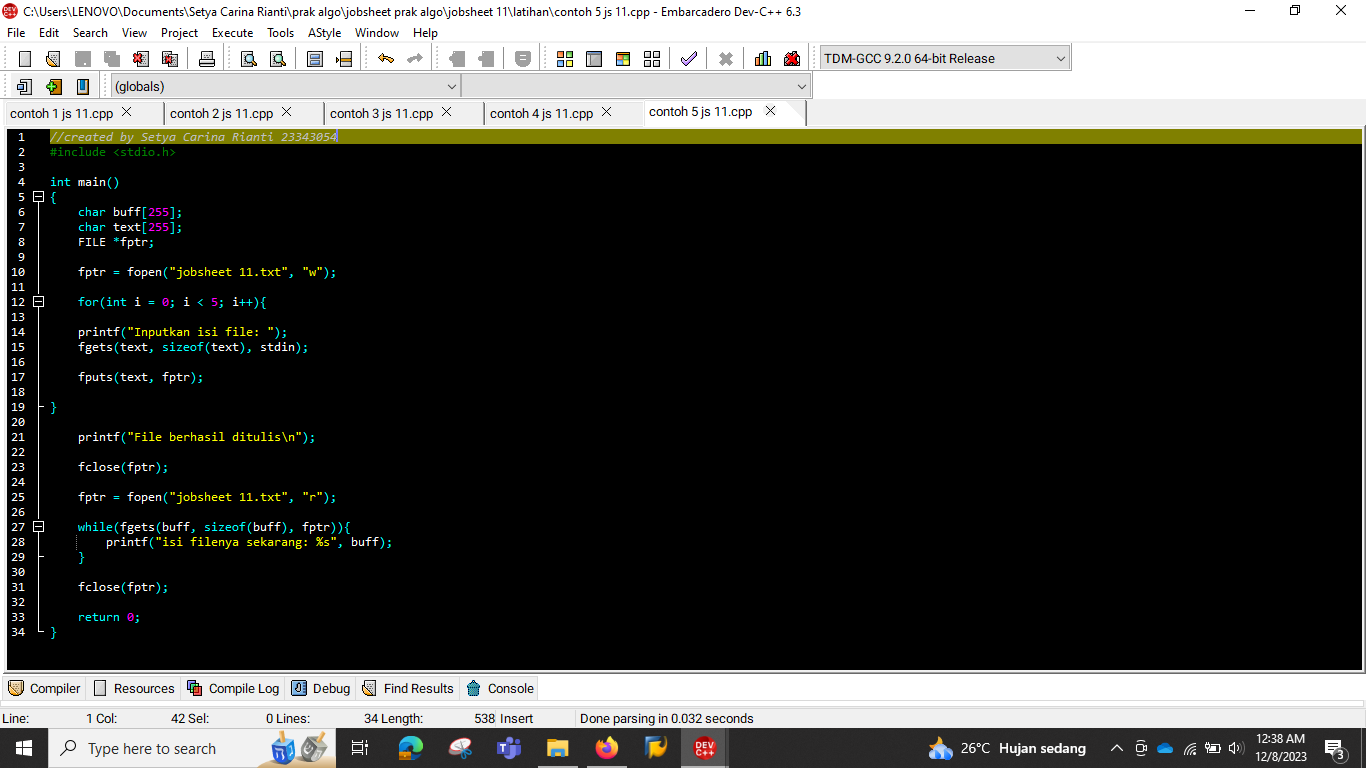 C:\Users\LENOVO\Documents\Setya Carina Rianti\prak algo\jobsheet prak algo\jobsheet 11\latihan\contoh 5 js 11.cpp - Embarcadero Dev-C++ 6.3
File Edit Search View Project Execute Tools AStyle Window Help
TDM-GCC 9.2.0 64-bit Release
(globals)
contoh 1 js 11.cpp contoh 2 js 11.cpp contoh 3 js 11.cpp contoh 4 js 11.cpp contoh 5 js 11.cpp
1 //created by Setya Carina Rianti 23343054
2 #include <stdio.h>
3
4 int main()
5 {
6 char buff[255];
7 char text[255];
8 FILE *fptr;
9
10 fptr = fopen("jobsheet 11.txt", "w");
11
12 for(int i = 0; i < 5; i++){
13
14 printf("Inputkan isi file: ");
15 fgets(text, sizeof(text), stdin);
16
17 fputs(text, fptr);
18
19 }
20
21 printf("File berhasil ditulis\n");
22
23 fclose(fptr);
24
25 fptr = fopen("jobsheet 11.txt", "r");
26
27 while(fgets(buff, sizeof(buff), fptr)){
28 printf("isi filenya sekarang: %s", buff);
29 }
30
31 fclose(fptr);
32
33 return 0;
34 }
Compiler Resources Compile Log Debug Find Results Console
Line: 1 Col: 42 Sel: 0 Lines: 34 Length: 538 Insert Done parsing in 0.032 seconds
Type here to search
DEV C++
26°C Hujan sedang
12:38 AM
12/8/2023
3